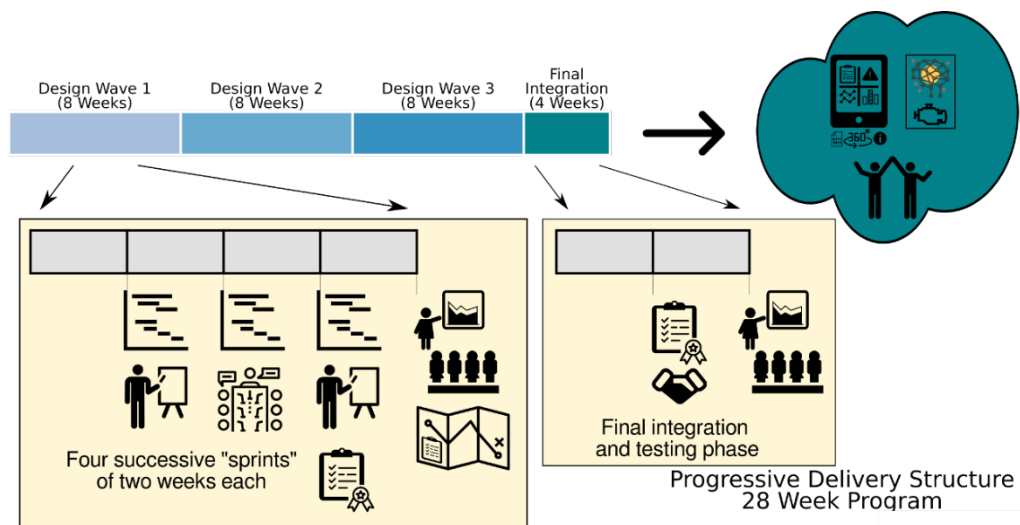 Design Wave 1
(8 Weeks)
Design Wave 2
(8 Weeks)
Design Wave 3
(8 Weeks)
Final
Integration
(4 Weeks)
360°
Four successive "sprints"
of two weeks each
Final integration
and testing phase
Progressive Delivery Structure
28 Week Program